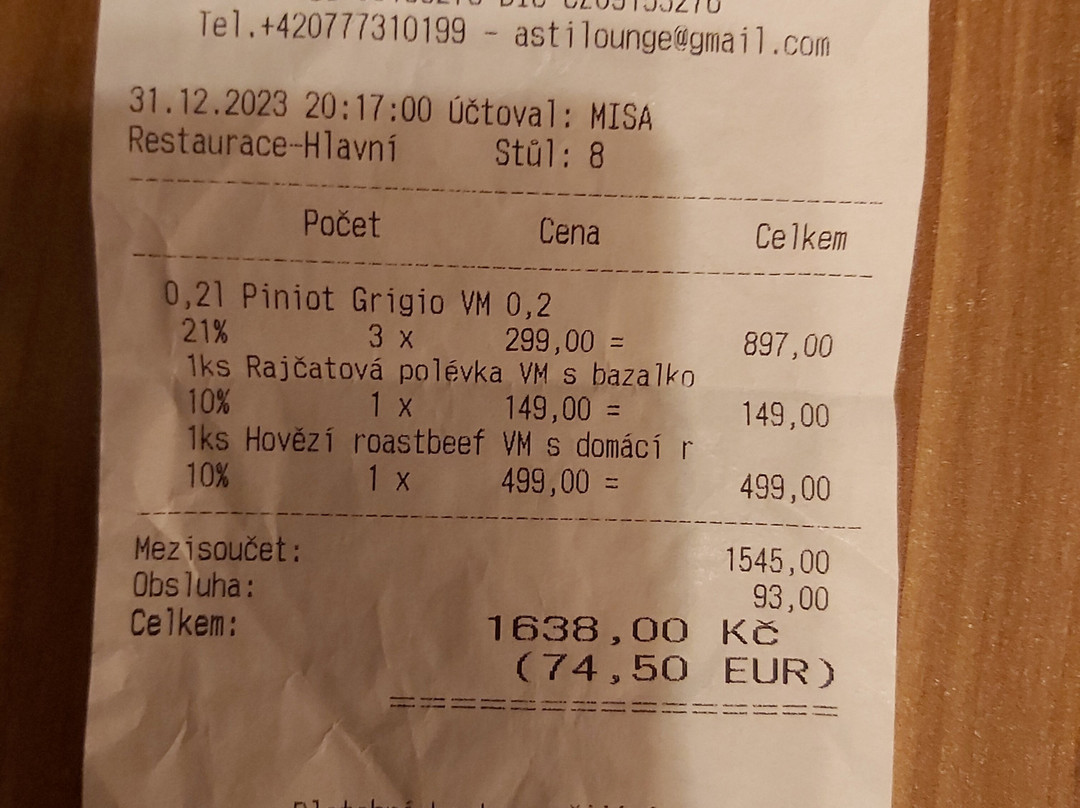 Tel.+420777310199 - astilounge@gmail.com
31.12.2023 20:17:00 Účtoval: MISA
Restaurace-Hlavní Stůl: 8
Počet Cena Celkem
0,2l Piniot Grigio VM 0,2
21% 3 x 299,00 = 897,00
1ks Rajčatová polévka VM s bazalko
10% 1 x 149,00 = 149,00
1ks Hovězí roastbeef VM s domácí r
10% 1 x 499,00 = 499,00
Mezisoučet: 1545,00
Obsluha: 93,00
Celkem: 1638,00 Kč
(74,50 EUR)